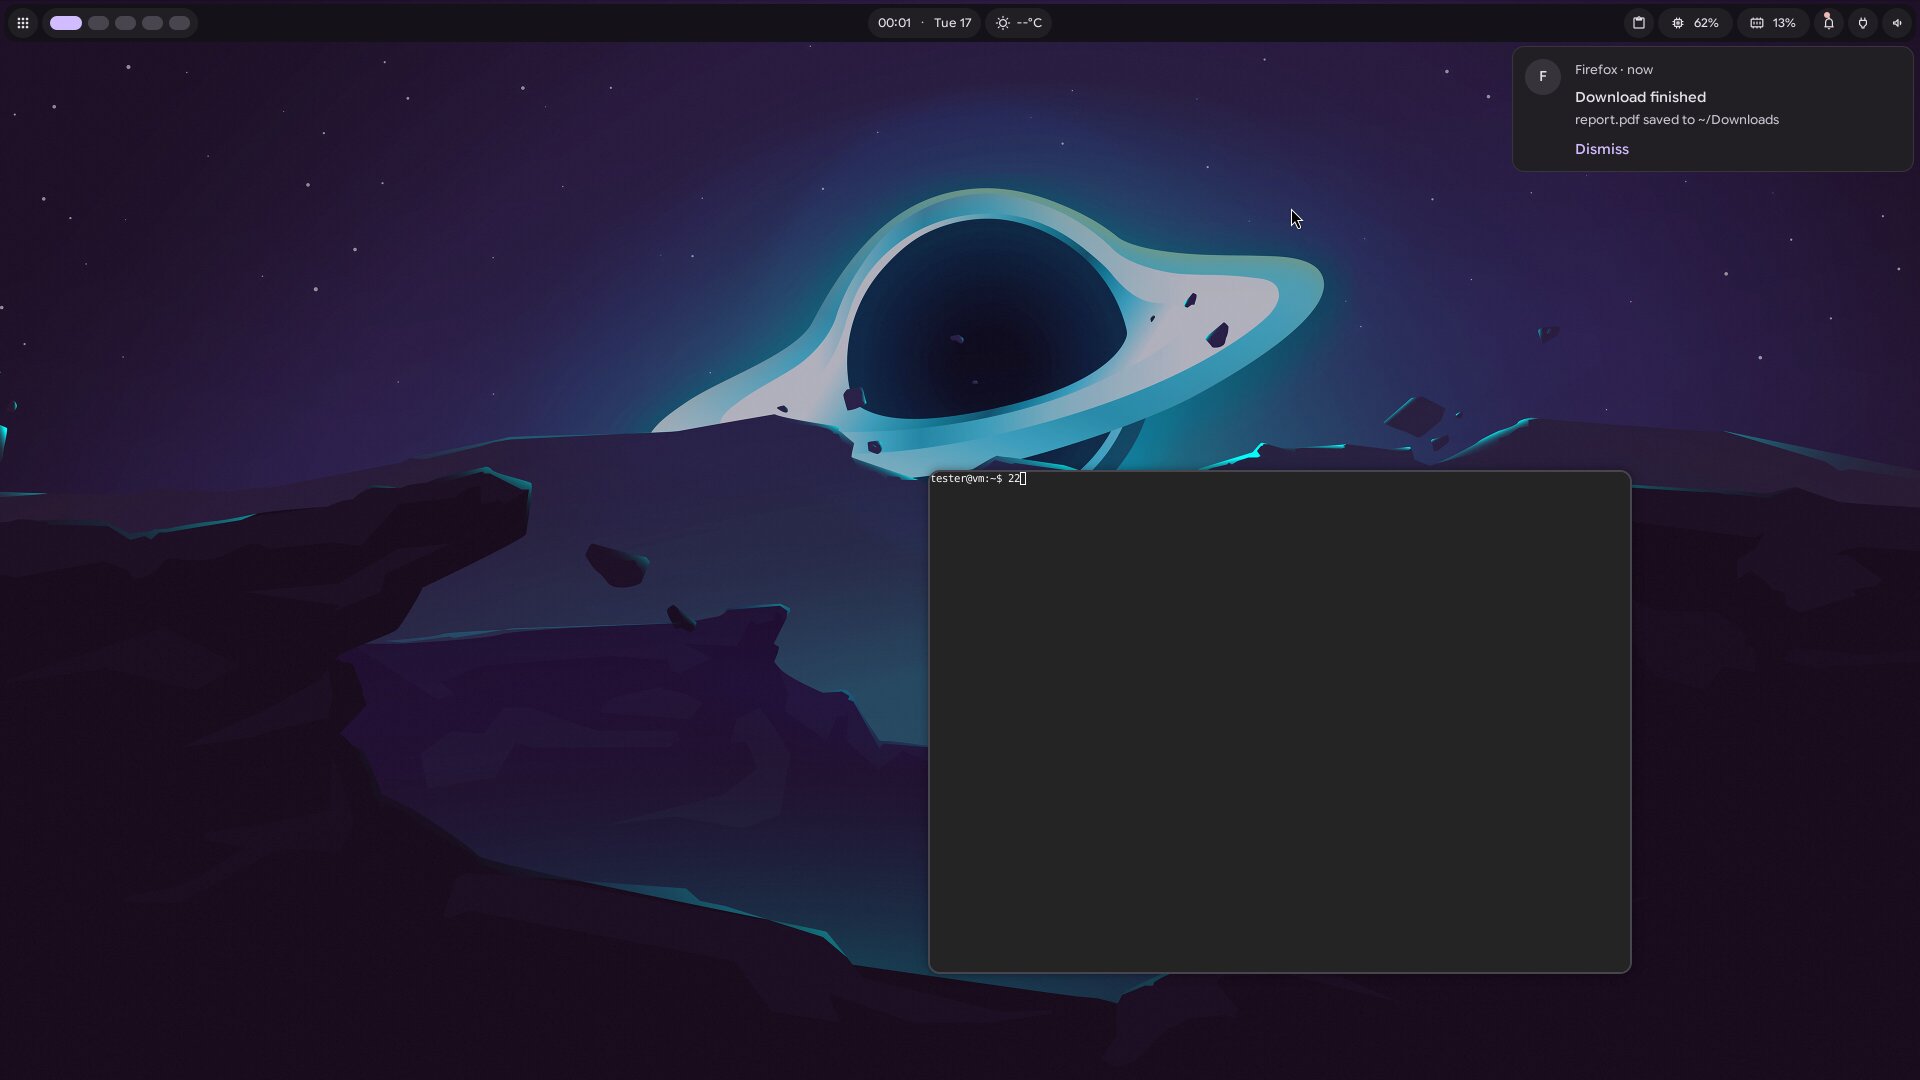 00:01 · Tue 17
--°C
62%
13%
F
Firefox · now
Download finished
report.pdf saved to ~/Downloads
Dismiss
tester@vm:~$ 22